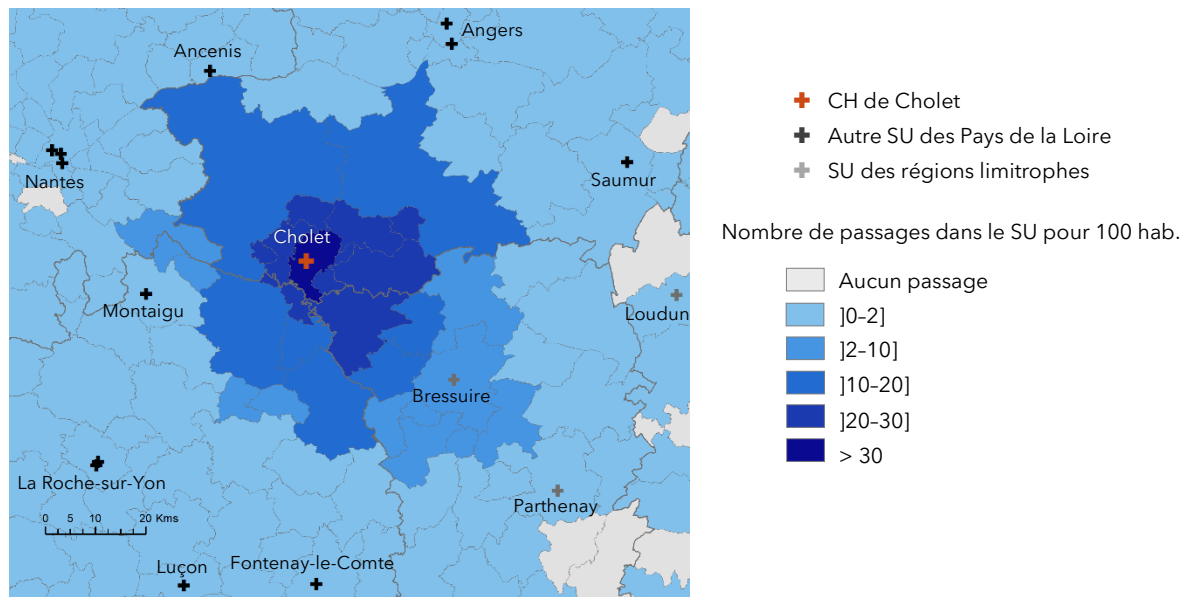 Angers
Ancenis
Nantes
Saumur
Cholet
Montaigu
Loudun
Bressuire
La Roche-sur-Yon
Parthenay
0 5 10 20 Kms
Luçon
Fontenay-le-Comte
CH de Cholet
Autre SU des Pays de la Loire
SU des régions limitrophes
Nombre de passages dans le SU pour 100 hab.
Aucun passage
]0–2]
]2–10]
]10–20]
]20–30]
> 30